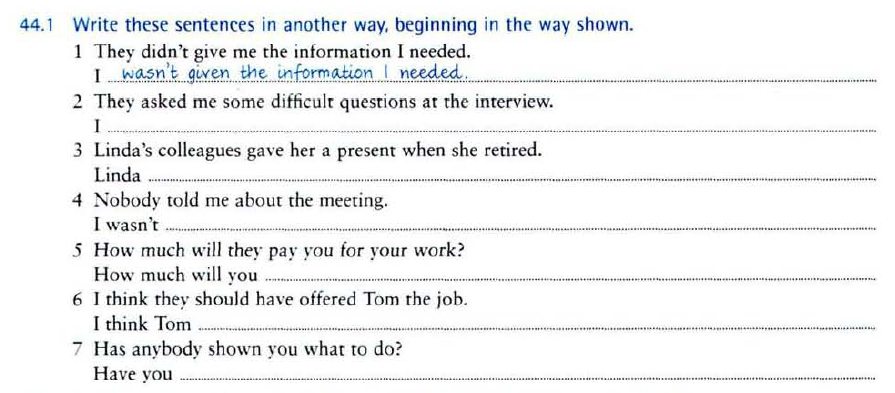 44.1 Write these sentences in another way, beginning in the way shown.
1 They didn't give me the information I needed.
I wasn't given the information I needed.
2 They asked me some difficult questions at the interview.
I
3 Linda's colleagues gave her a present when she retired.
Linda
4 Nobody told me about the meeting.
I wasn't
5 How much will they pay you for your work?
How much will you
6 I think they should have offered Tom the job.
I think Tom
7 Has anybody shown you what to do?
Have you